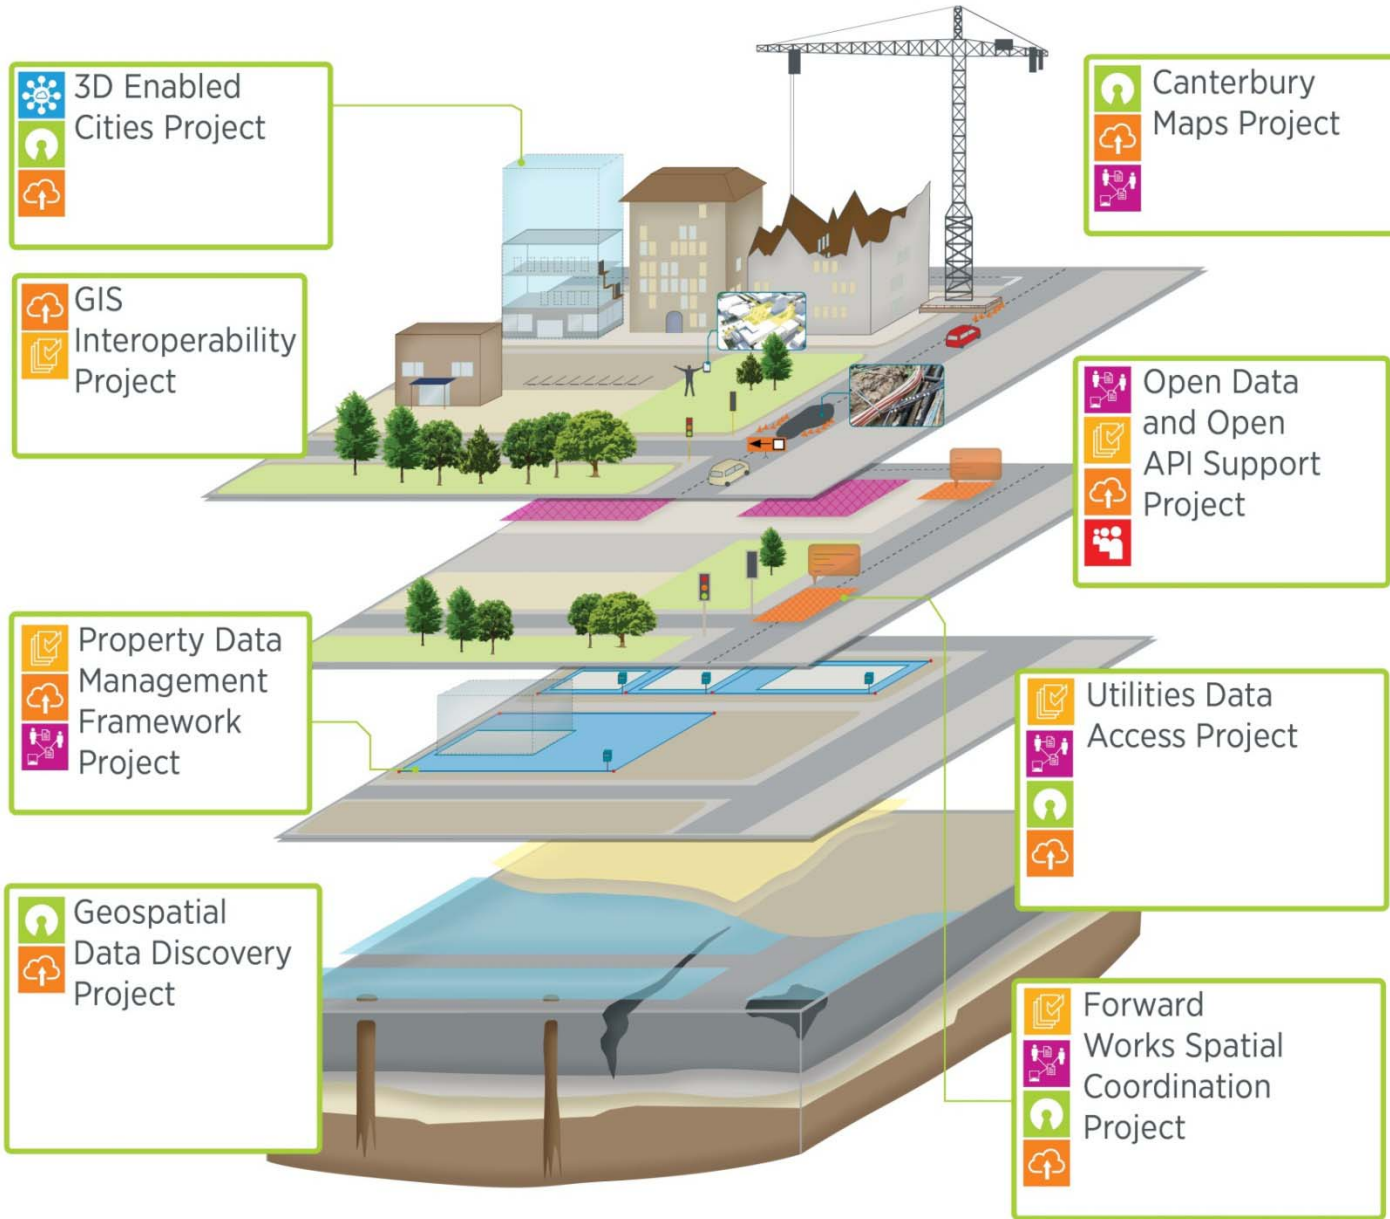 3D Enabled
Cities Project
Canterbury
Maps Project
GIS
Interoperability
Project
Open Data
and Open
API Support
Project
Property Data
Management
Framework
Project
Utilities Data
Access Project
Geospatial
Data Discovery
Project
Forward
Works Spatial
Coordination
Project